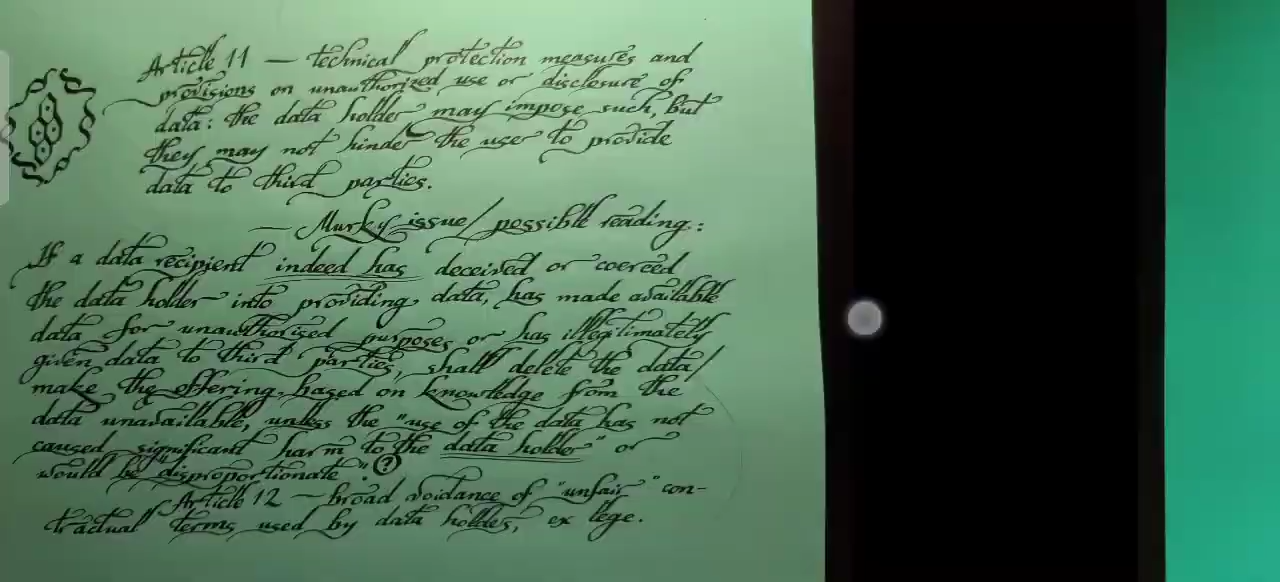 Article 11 — technical protection measures and
provisions on unauthorized use or disclosure of
data: the data holder may impose such, but
they may not hinder the user to provide
data to third parties.
— Murky issue/possible reading:
If a data recipient indeed has deceived or coerced
the data holder into providing data, has made available
data for unauthorised purposes or has illegitimately
given data to third parties, shall delete the data/
make the offering based on knowledge from the
data unavailable, unless the "use of the data has not
caused significant harm to the data holder" or
would be "disproportionate". ?
Article 12 — broad avoidance of "unfair" con-
tractual terms used by data holder, ex lege.